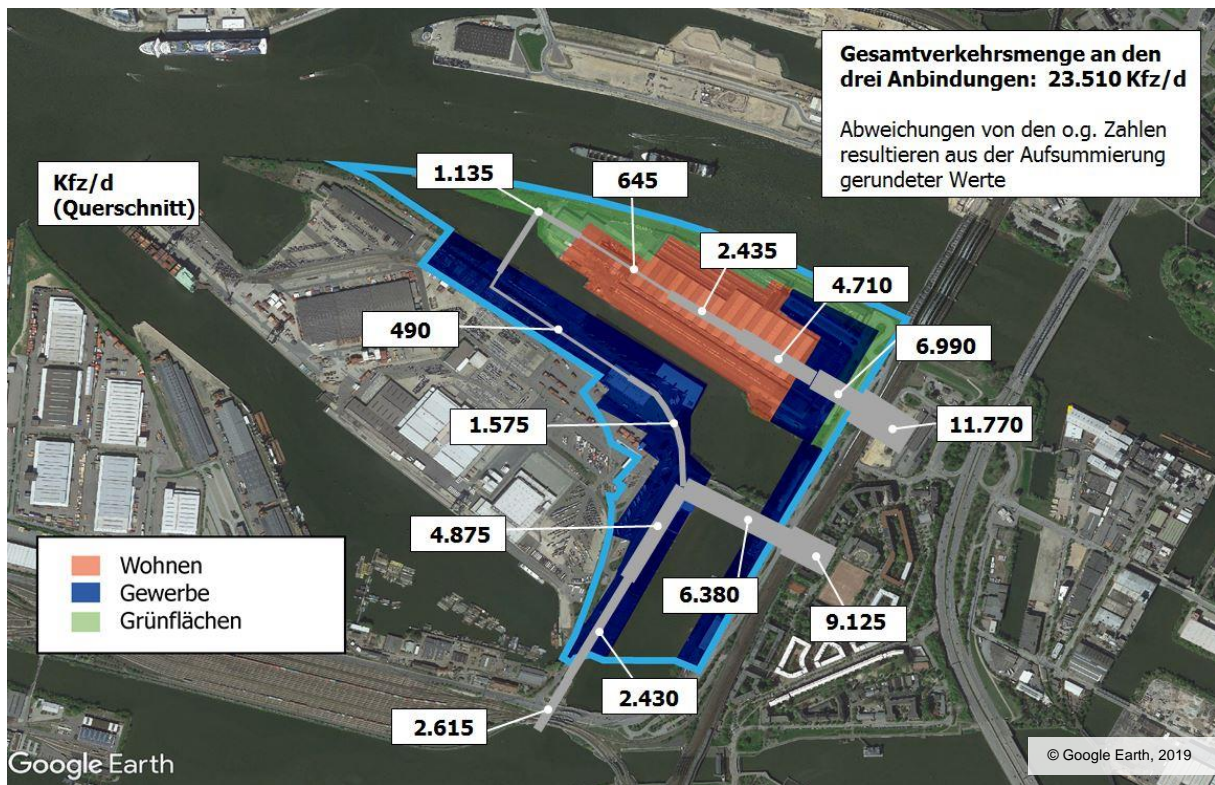 Gesamtverkehrsmenge an den
drei Anbindungen: 23.510 Kfz/d
Abweichungen von den o.g. Zahlen
resultieren aus der Aufsummierung
gerundeter Werte
Kfz/d
(Querschnitt)
1.135
645
2.435
4.710
6.990
11.770
490
1.575
4.875
6.380
9.125
2.430
2.615
Wohnen
Gewerbe
Grünflächen
Google Earth
© Google Earth, 2019